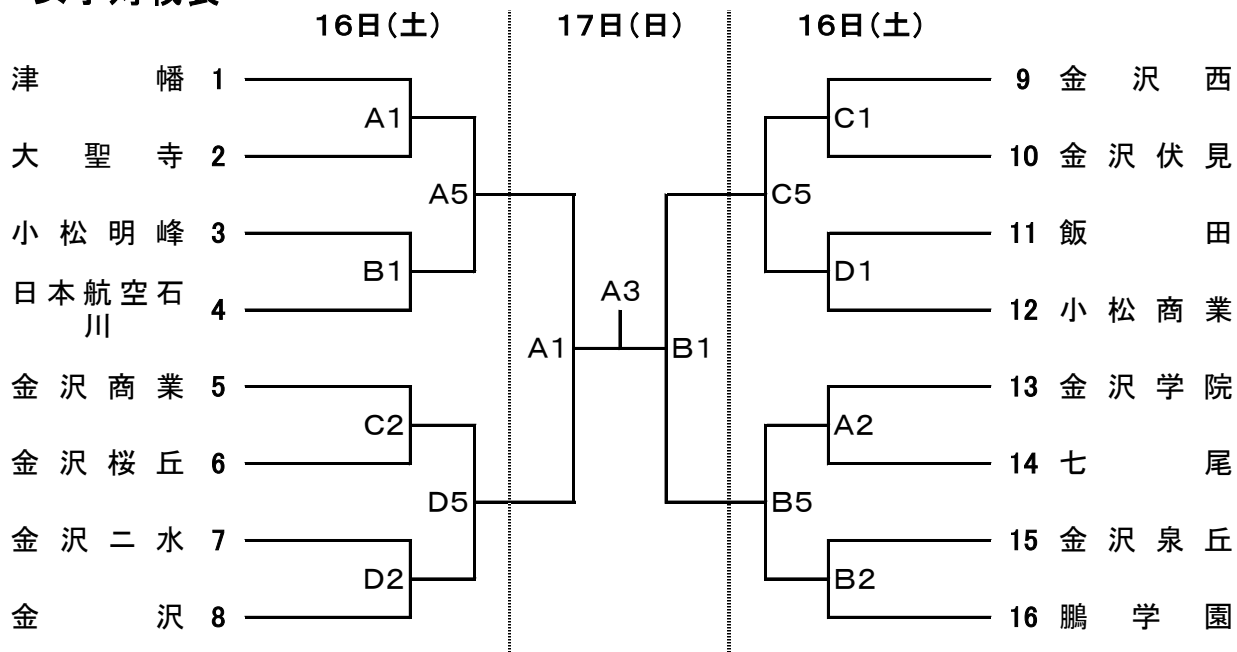 16日(土)
17日(日)
16日(土)
津幡 1
大聖寺 2
小松明峰 3
日本航空石
川 4
金沢商業 5
金沢桜丘 6
金沢二水 7
金沢 8
A1
B1
C2
D2
A5
D5
A1
A3
B1
C5
B5
C1
D1
A2
B2
9 金沢西
10 金沢伏見
11 飯田
12 小松商業
13 金沢学院
14 七尾
15 金沢泉丘
16 鵬学園